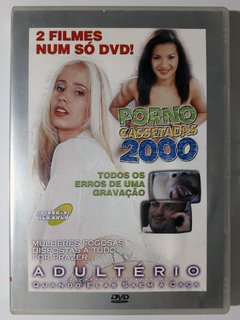 2 FILMES
NUM SÓ DVD!
PORNO
CASSETADAS
2000
TODOS OS
ERROS DE UMA
GRAVAÇÃO
MULHERES FOGOSAS
DISPOSTAS A TUDO
POR PRAZER
ADULTÉRIO
QUANDO ELAS SAEM À CAÇA
DVD